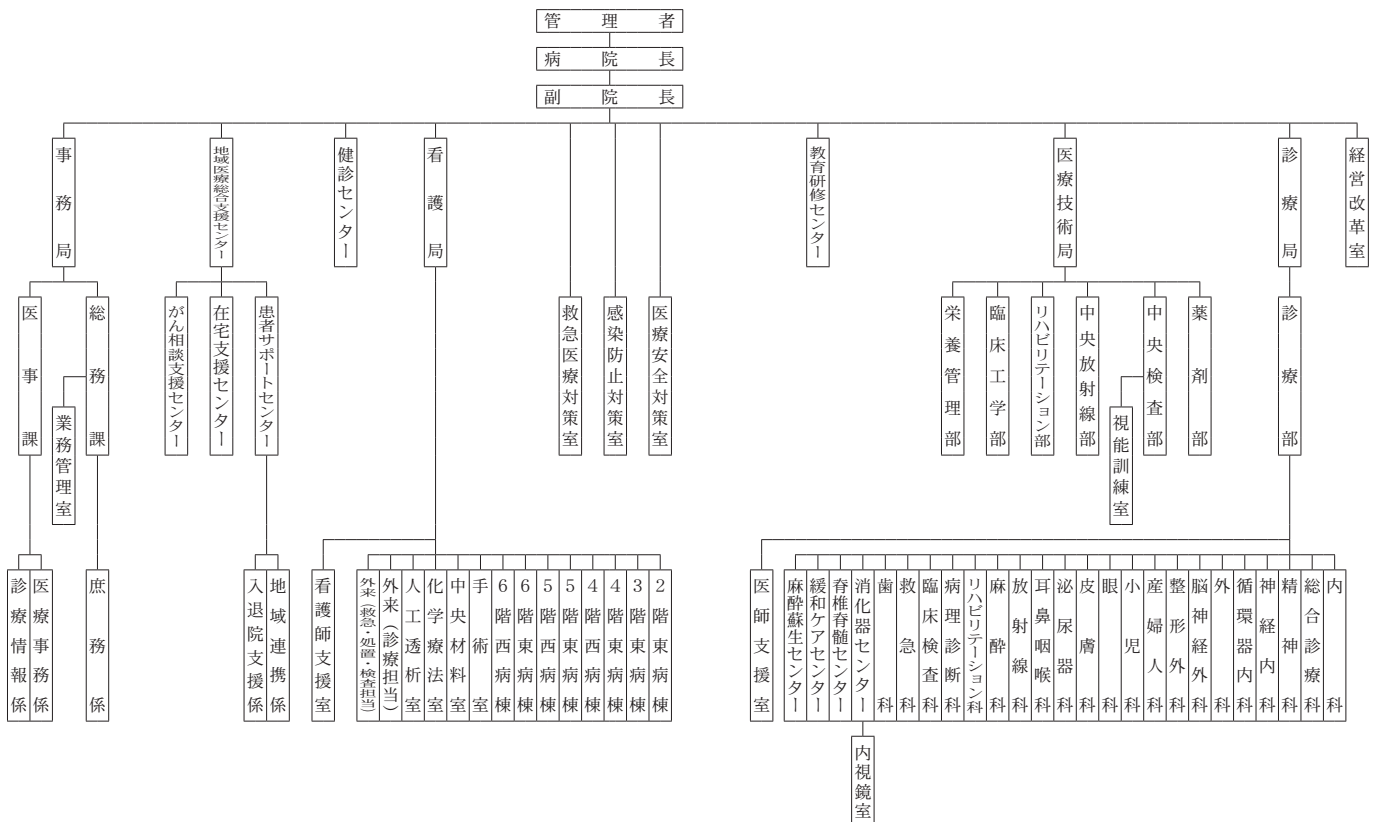 管理者
病院長
副院長
経営改革室
診療局
医療技術局
教育研修センター
看護局
健診センター
地域医療総合支援センター
事務局
診療部
薬剤部
中央検査部
視能訓練室
中央放射線部
リハビリテーション部
臨床工学部
栄養管理部
医療安全対策室
感染防止対策室
救急医療対策室
患者サポートセンター
在宅支援センター
がん相談支援センター
総務課
業務管理室
医事課
内科
総合診療科
精神科
神経内科
循環器内科
外科
脳神経外科
整形外科
産婦人科
小児科
眼科
皮膚科
泌尿器科
耳鼻咽喉科
放射線科
麻酔科
リハビリテーション科
病理診断科
臨床検査科
救急科
歯科
消化器センター
脊椎脊髄センター
緩和ケアセンター
麻酔蘇生センター
医師支援室
内視鏡室
2階東病棟
3階東病棟
4階東病棟
4階西病棟
5階東病棟
5階西病棟
6階東病棟
6階西病棟
手術室
中央材料室
化学療法室
人工透析室
外来（診療担当）
外来（救急・処置・検査担当）
看護師支援室
地域連携係
入退院支援係
庶務係
医療事務係
診療情報係